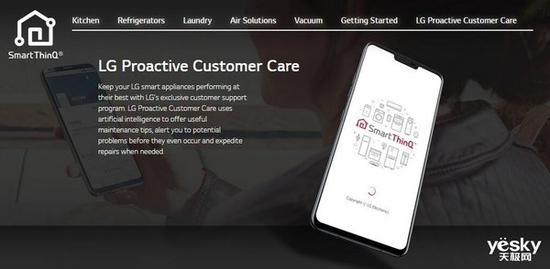 Kitchen Refrigerators Laundry Air Solutions Vacuum Getting Started LG Proactive Customer Care
SmartThinQ®
LG Proactive Customer Care
Keep your LG smart appliances performing at
their best with LG's exclusive customer support
program. LG Proactive Customer Care uses
artificial intelligence to offer useful
maintenance tips, alert you to potential
problems before they even occur and expedite
repairs when needed.
SmartThinQ
Copyright © LG Electronics
yësky
天极网